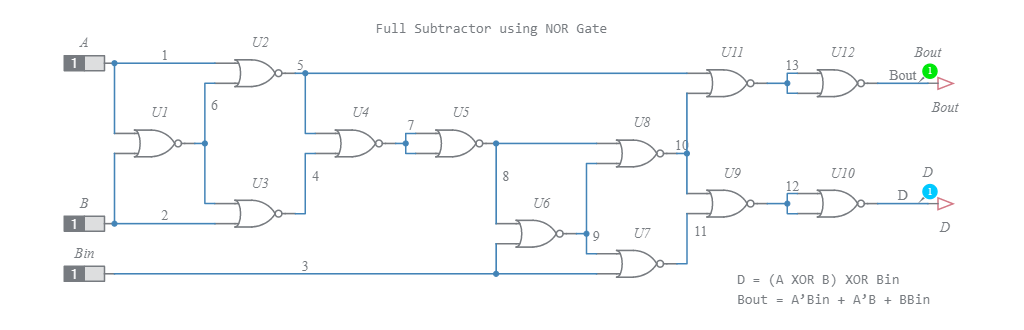 Full Subtractor using NOR Gate
A
1
1
U2
5
U11
13
U12
Bout
1
Bout
Bout
6
U1
U4
7
U5
U8
10
B
1
2
U3
4
8
U6
9
U7
11
U9
12
U10
D
1
D
D
Bin
1
3
D = (A XOR B) XOR Bin
Bout = A’Bin + A’B + BBin